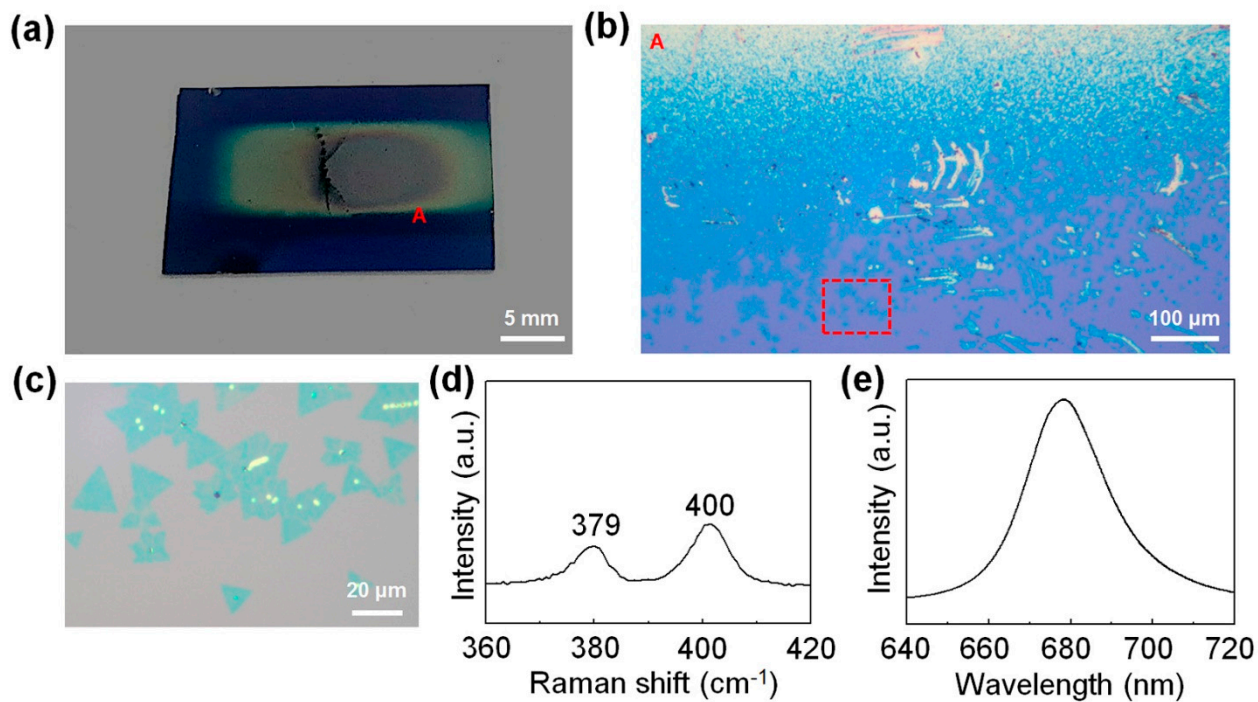 (a)
A
5 mm
(b)
A
100 μm
(c)
20 μm
(d)
Intensity (a.u.)
379
400
360
380
400
420
Raman shift (cm-1)
(e)
Intensity (a.u.)
640
660
680
700
720
Wavelength (nm)